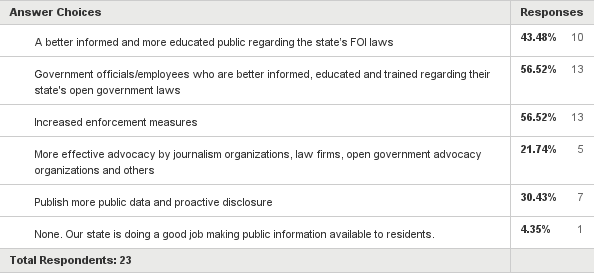 Answer Choices Responses
A better informed and more educated public regarding the state's FOI laws 43.48% 10
Government officials/employees who are better informed, educated and trained regarding their 56.52% 13
state's open government laws
Increased enforcement measures 56.52% 13
More effective advocacy by journalism organizations, law firms, open government advocacy 21.74% 5
organizations and others
Publish more public data and proactive disclosure 30.43% 7
None. Our state is doing a good job making public information available to residents. 4.35% 1
Total Respondents: 23